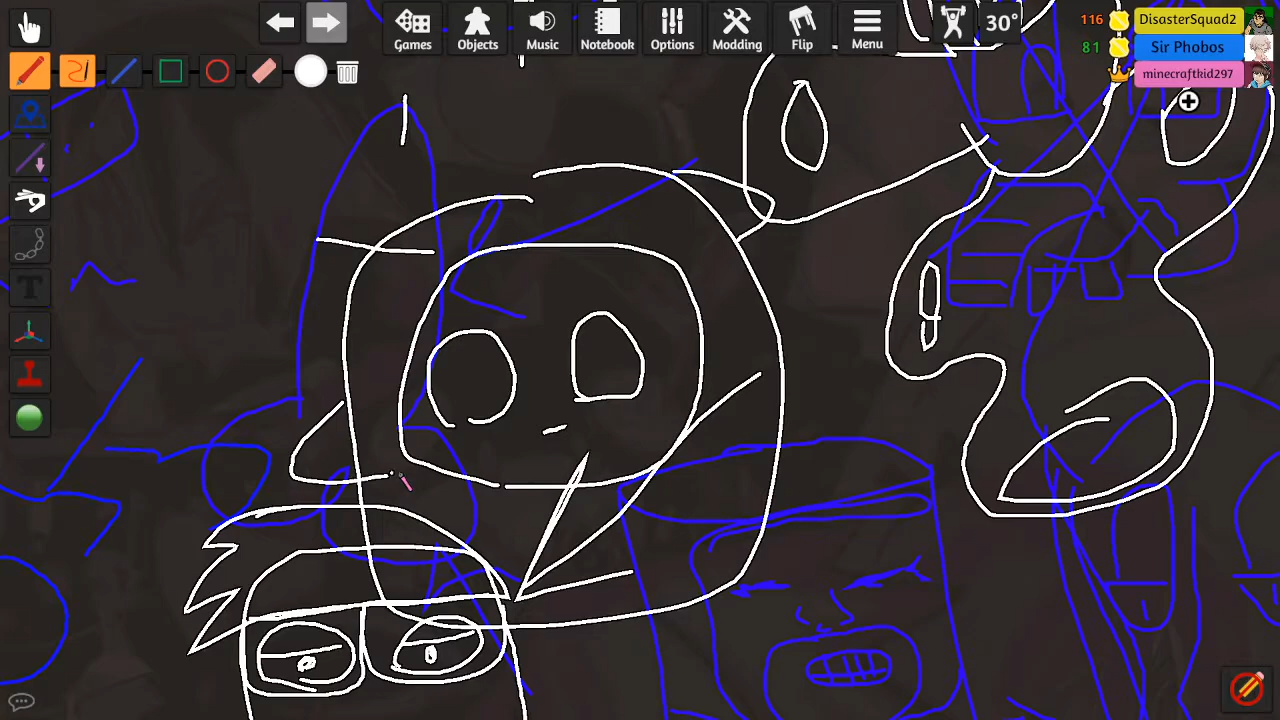 Games Objects Music Notebook Options Modding Flip Menu 30° 116 DisasterSquad2
81 Sir Phobos
minecraftkid297
T